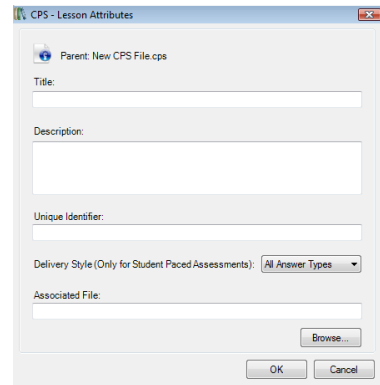 CPS - Lesson Attributes
Parent: New CPS File.cps
Title:
Description:
Unique Identifier:
Delivery Style (Only for Student Paced Assessments): All Answer Types
Associated File:
Browse...
OK Cancel